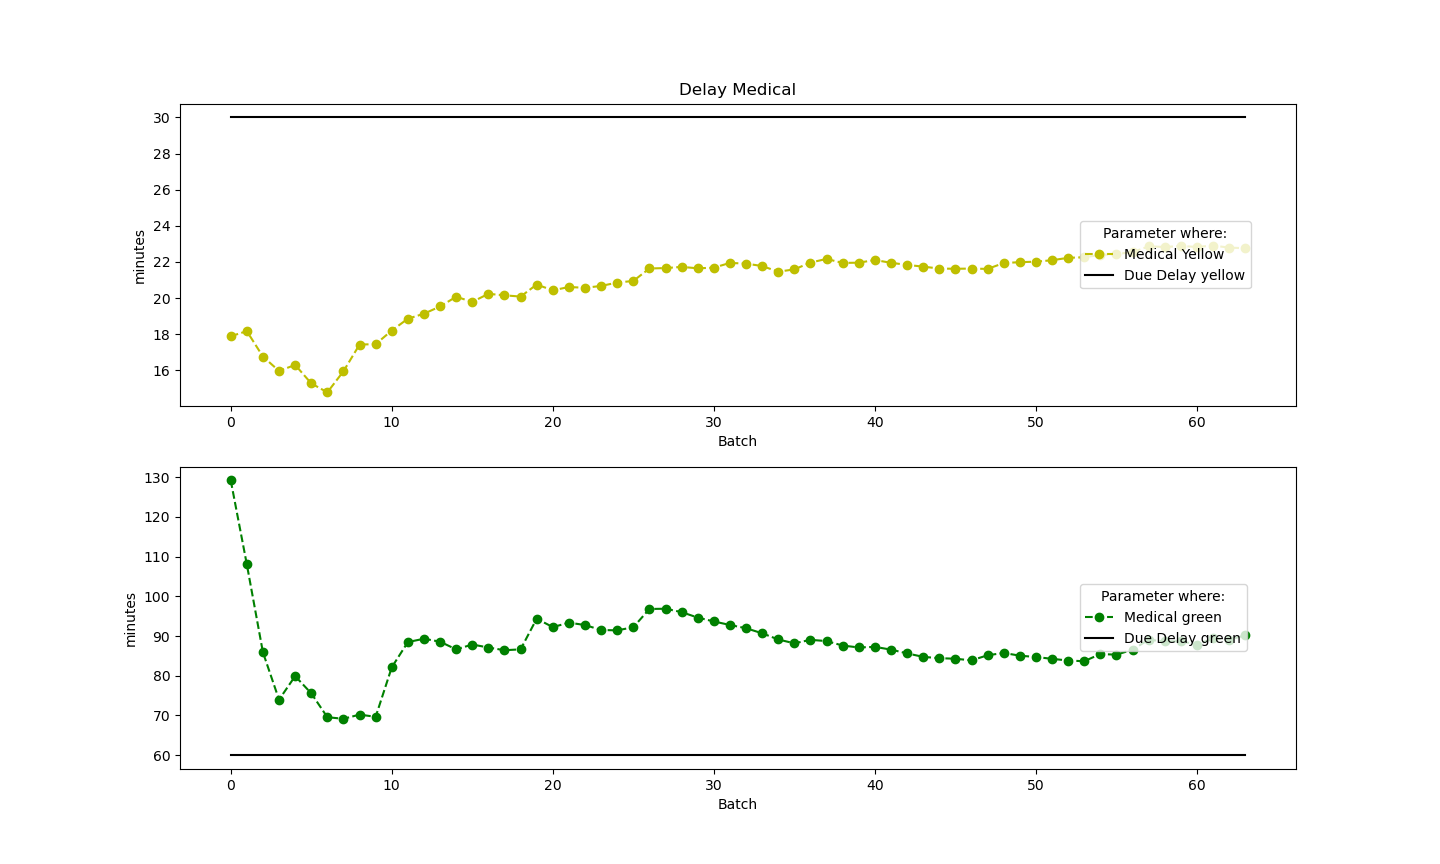 Delay Medical
30
28
26
24
22
20
18
16
minutes
Parameter where:
Medical Yellow
Due Delay yellow
0 10 20 30 40 50 60
Batch
130
120
110
100
90
80
70
60
minutes
Parameter where:
Medical green
Due Delay green
0 10 20 30 40 50 60
Batch